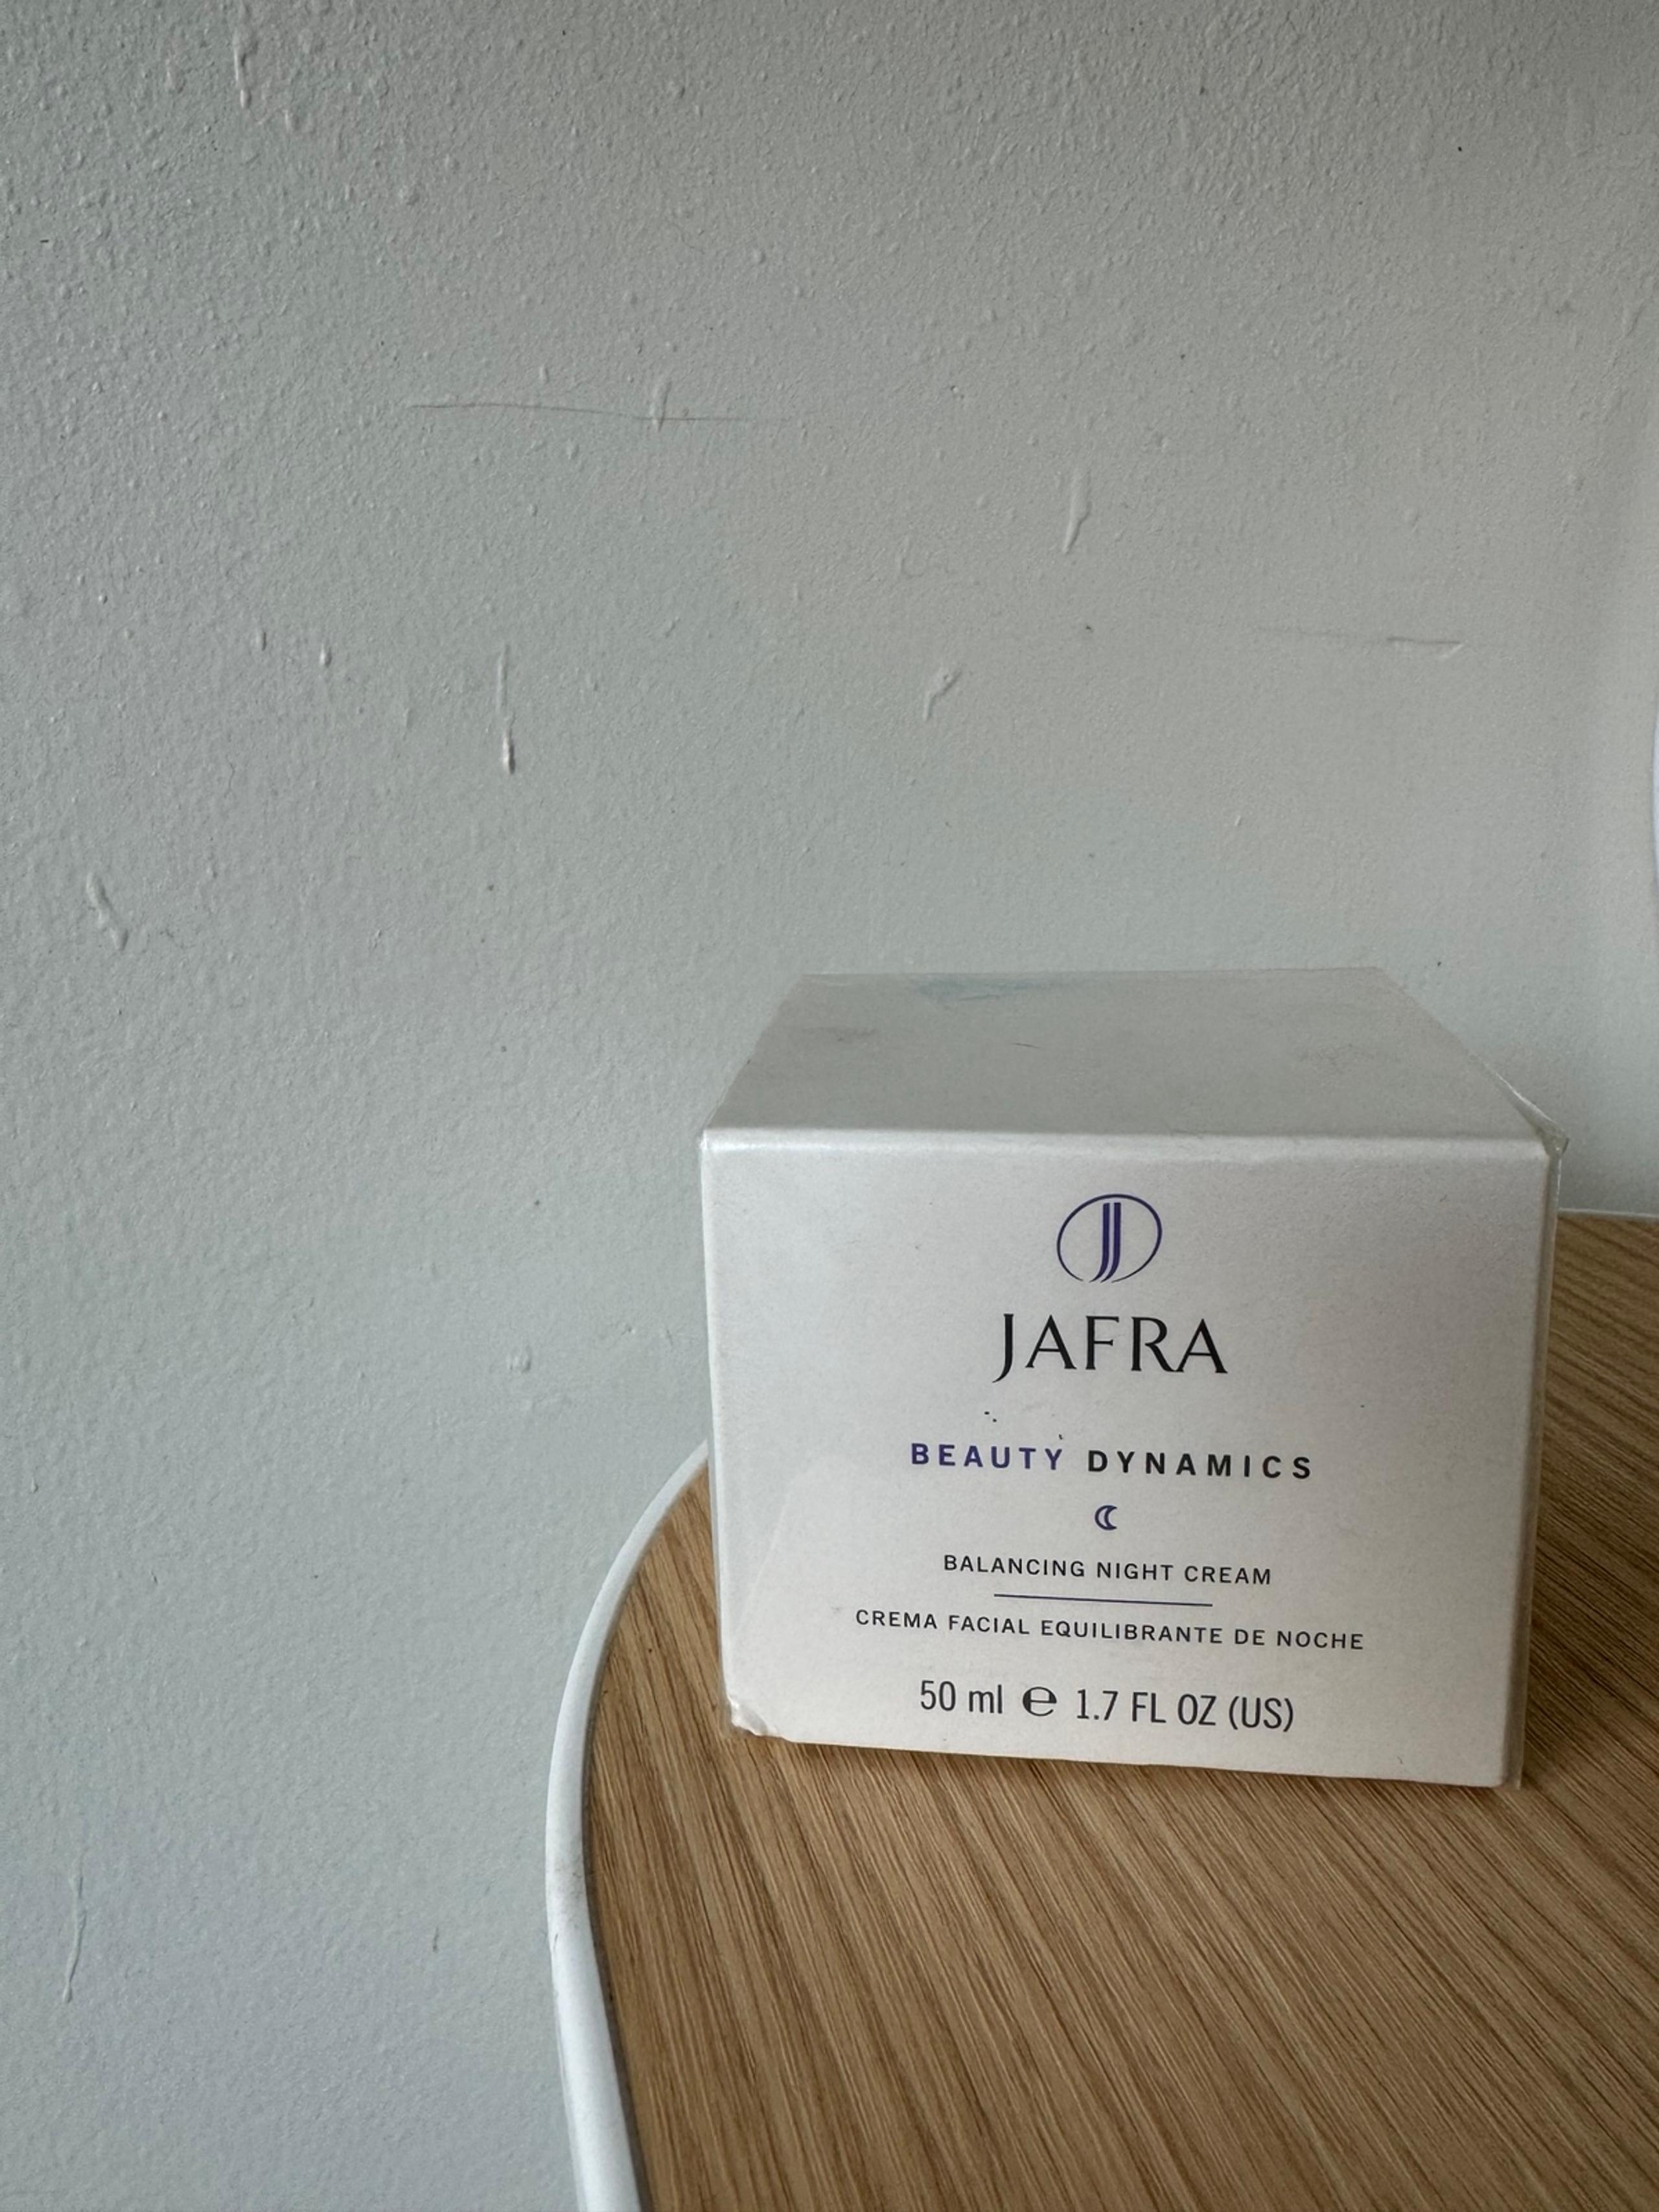 JAFRA
BEAUTY DYNAMICS
BALANCING NIGHT CREAM
CREMA FACIAL EQUILIBRANTE DE NOCHE
50 ml ℮ 1.7 FL OZ (US)